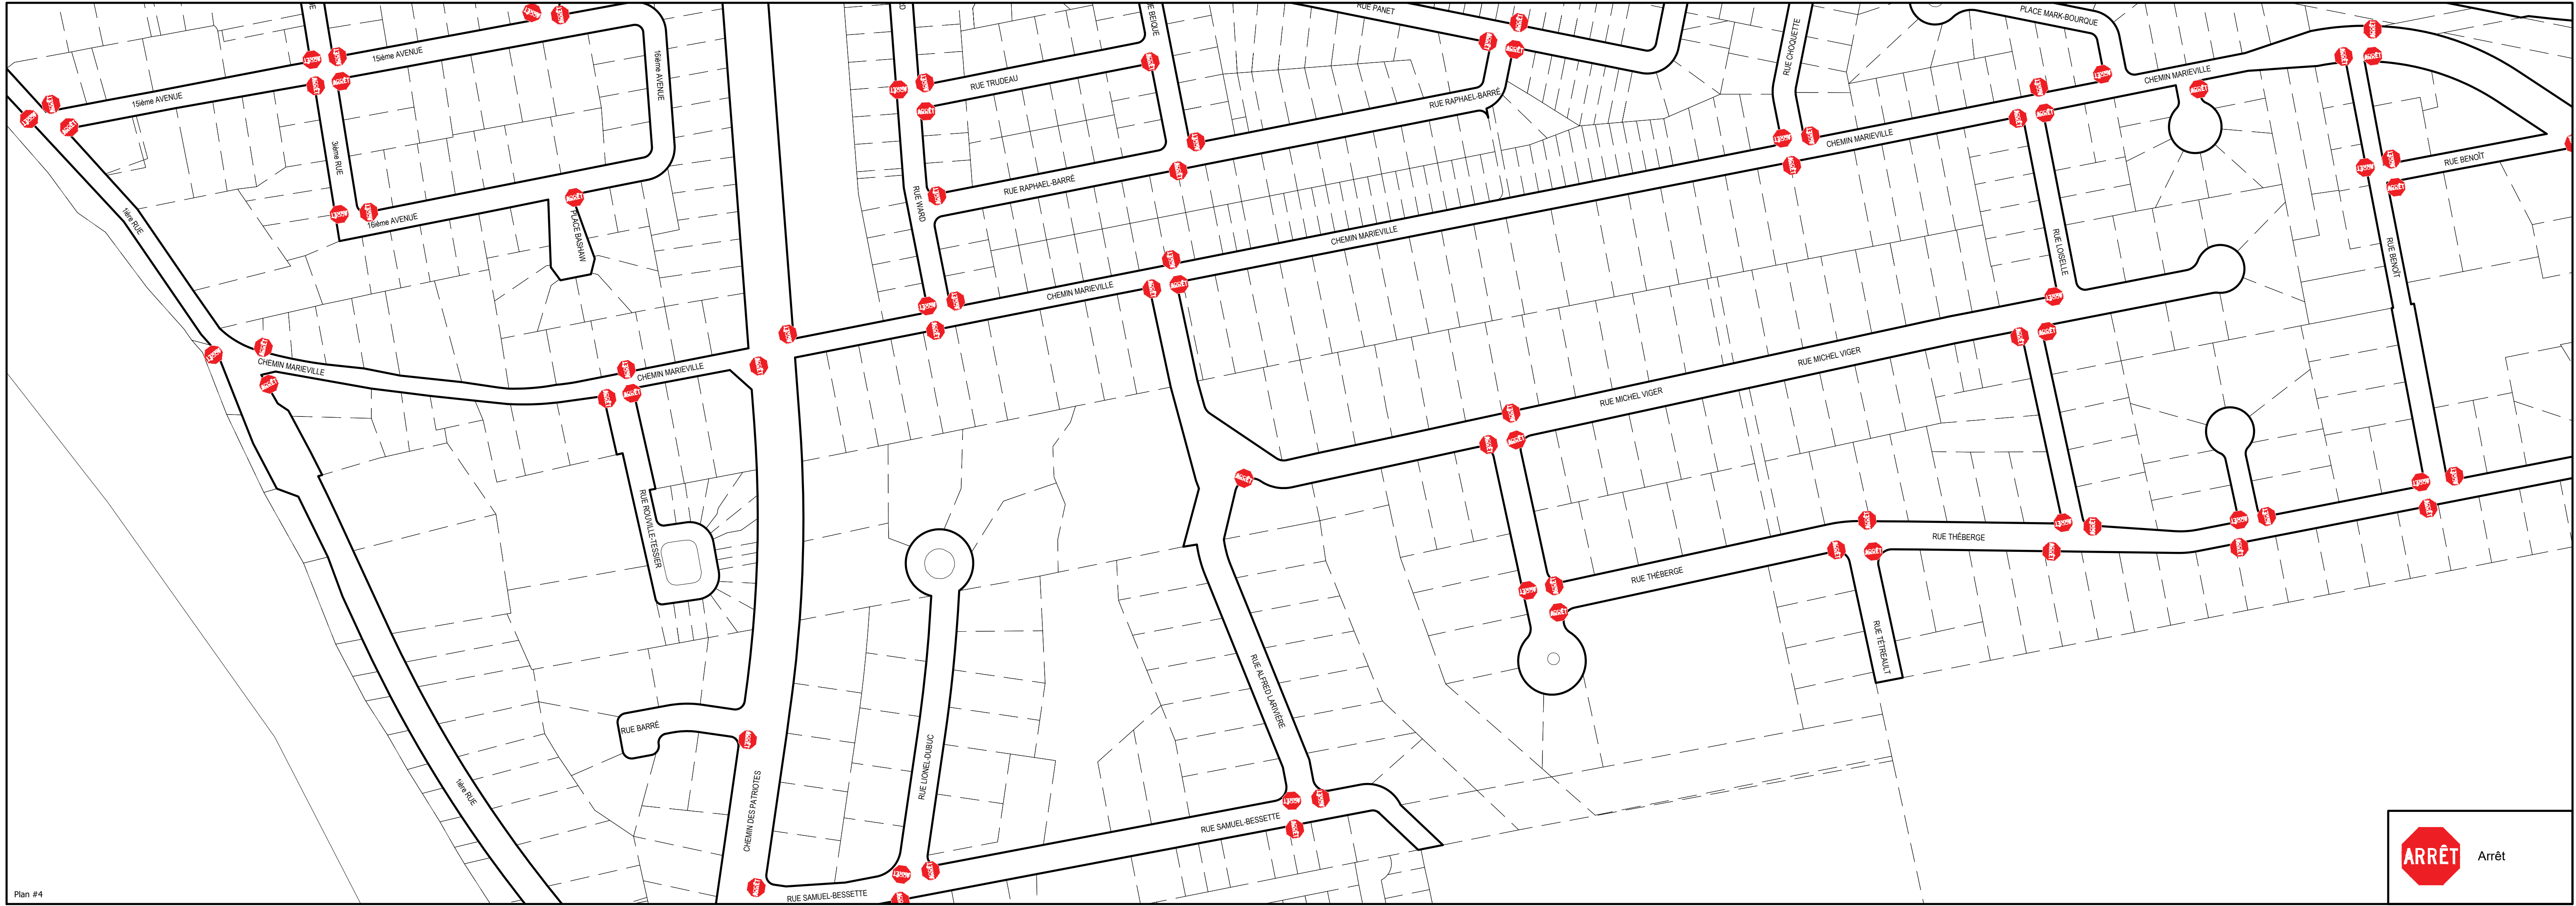 RUE PANET
PLACE MARK-BOURQUE
RUE CHOQUETTE
RUE BEIQUE
15ième AVENUE
15ième AVENUE
16ième AVENUE
3ième RUE
16ième AVENUE
PLACE BASHAW
1ière RUE
RUE TRUDEAU
RUE RAPHAEL-BARRÉ
RUE RAPHAEL-BARRÉ
RUE WARD
CHEMIN MARIEVILLE
CHEMIN MARIEVILLE
CHEMIN MARIEVILLE
CHEMIN MARIEVILLE
CHEMIN MARIEVILLE
CHEMIN MARIEVILLE
RUE BENOÎT
RUE BENOÎT
RUE LOISELLE
RUE MICHEL VIGER
RUE MICHEL VIGER
RUE ROUVILLE-TESSIER
RUE THÉBERGE
RUE THÉBERGE
RUE TÉTREAULT
RUE ALFRED LARIVIÈRE
RUE BARRÉ
RUE LIONEL-DUBUC
CHEMIN DES PATRIOTES
1ière RUE
RUE SAMUEL-BESSETTE
RUE SAMUEL-BESSETTE
ARRÊT Arrêt
Plan #4